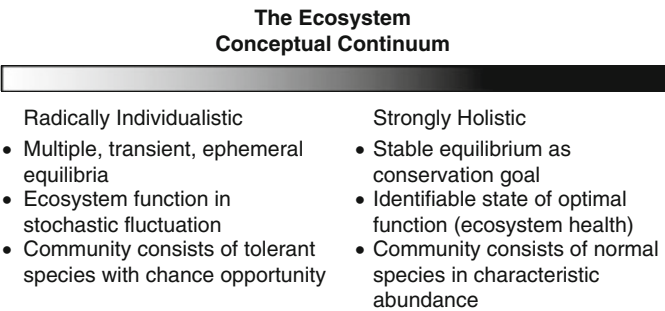 The Ecosystem
Conceptual Continuum
Radically Individualistic
• Multiple, transient, ephemeral
equilibria
• Ecosystem function in
stochastic fluctuation
• Community consists of tolerant
species with chance opportunity
Strongly Holistic
• Stable equilibrium as
conservation goal
• Identifiable state of optimal
function (ecosystem health)
• Community consists of normal
species in characteristic
abundance